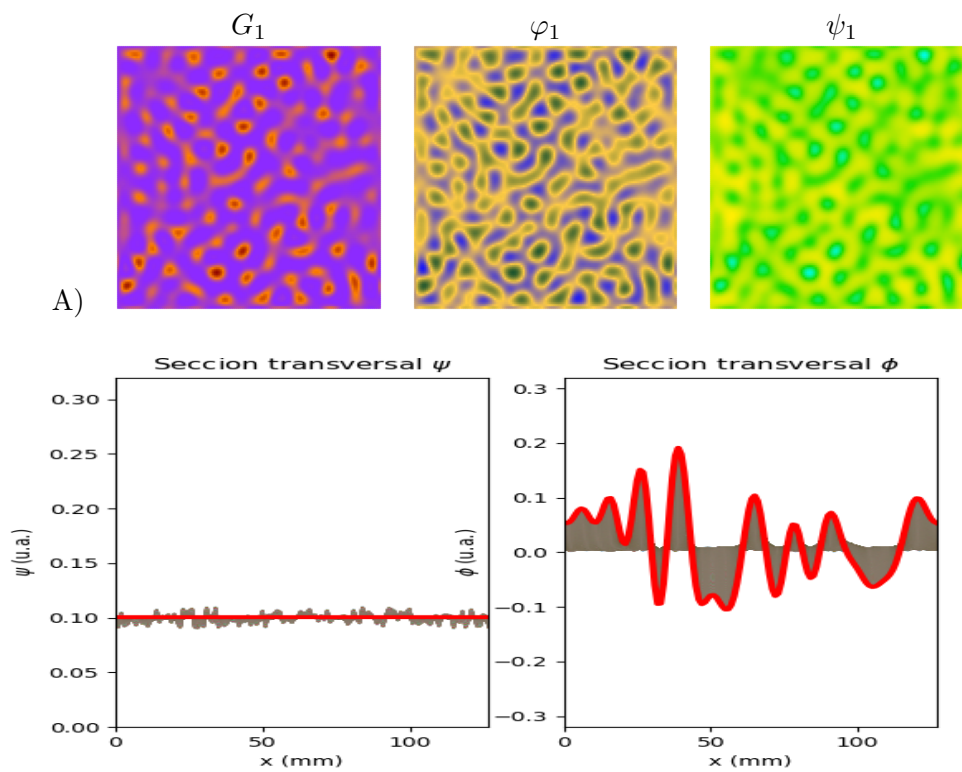 G₁ φ₁ ψ₁
A)
Seccion transversal ψ
0.30
0.25
0.20
0.15
0.10
0.05
0.00
ψ (u.a.)
0 50 100
x (mm)
Seccion transversal ϕ
0.3
0.2
0.1
0.0
−0.1
−0.2
−0.3
ϕ (u.a.)
0 50 100
x (mm)